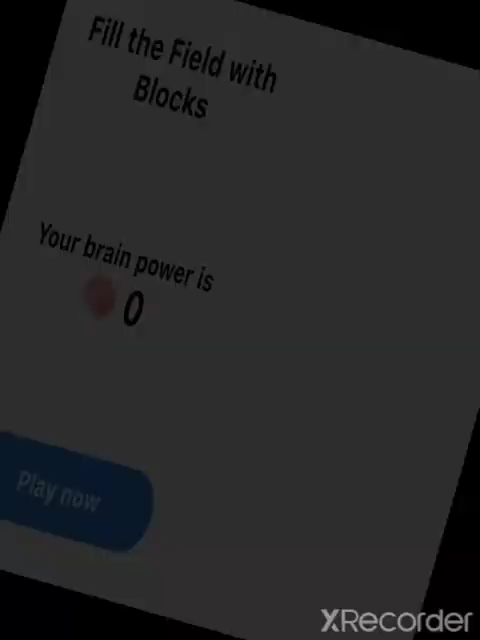 Fill the Field with
Blocks
Your brain power is
0
Play now
XRecorder